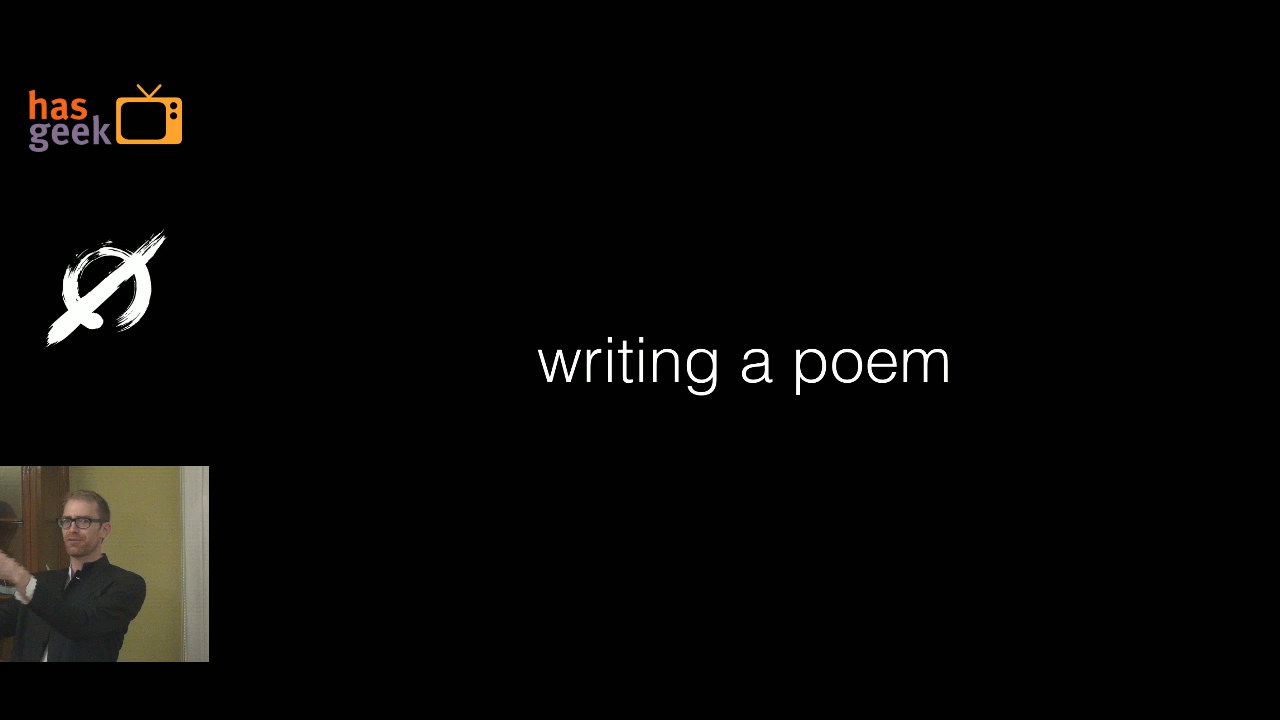 has
geek
writing a poem